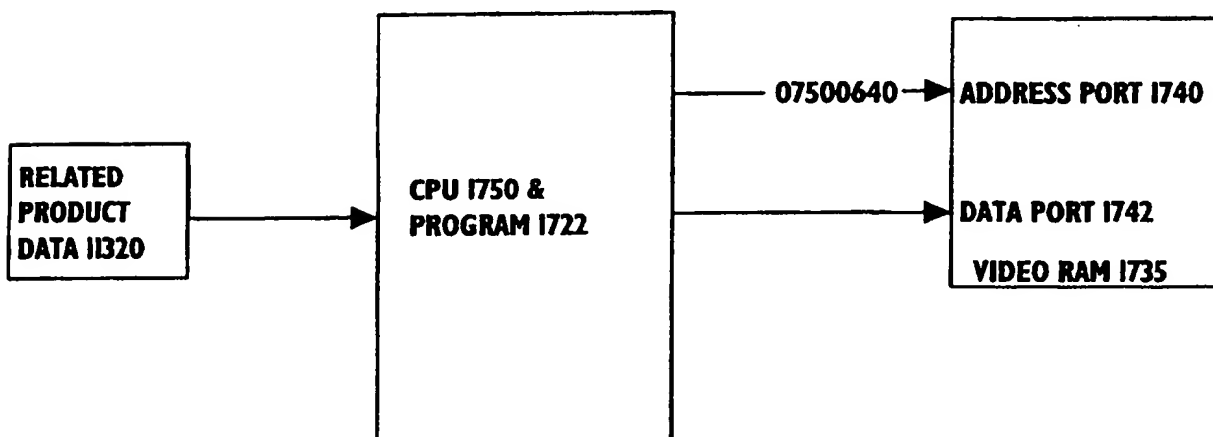 RELATED
PRODUCT
DATA 11320
CPU 1750 &
PROGRAM 1722
07500640
ADDRESS PORT 1740
DATA PORT 1742
VIDEO RAM 1735